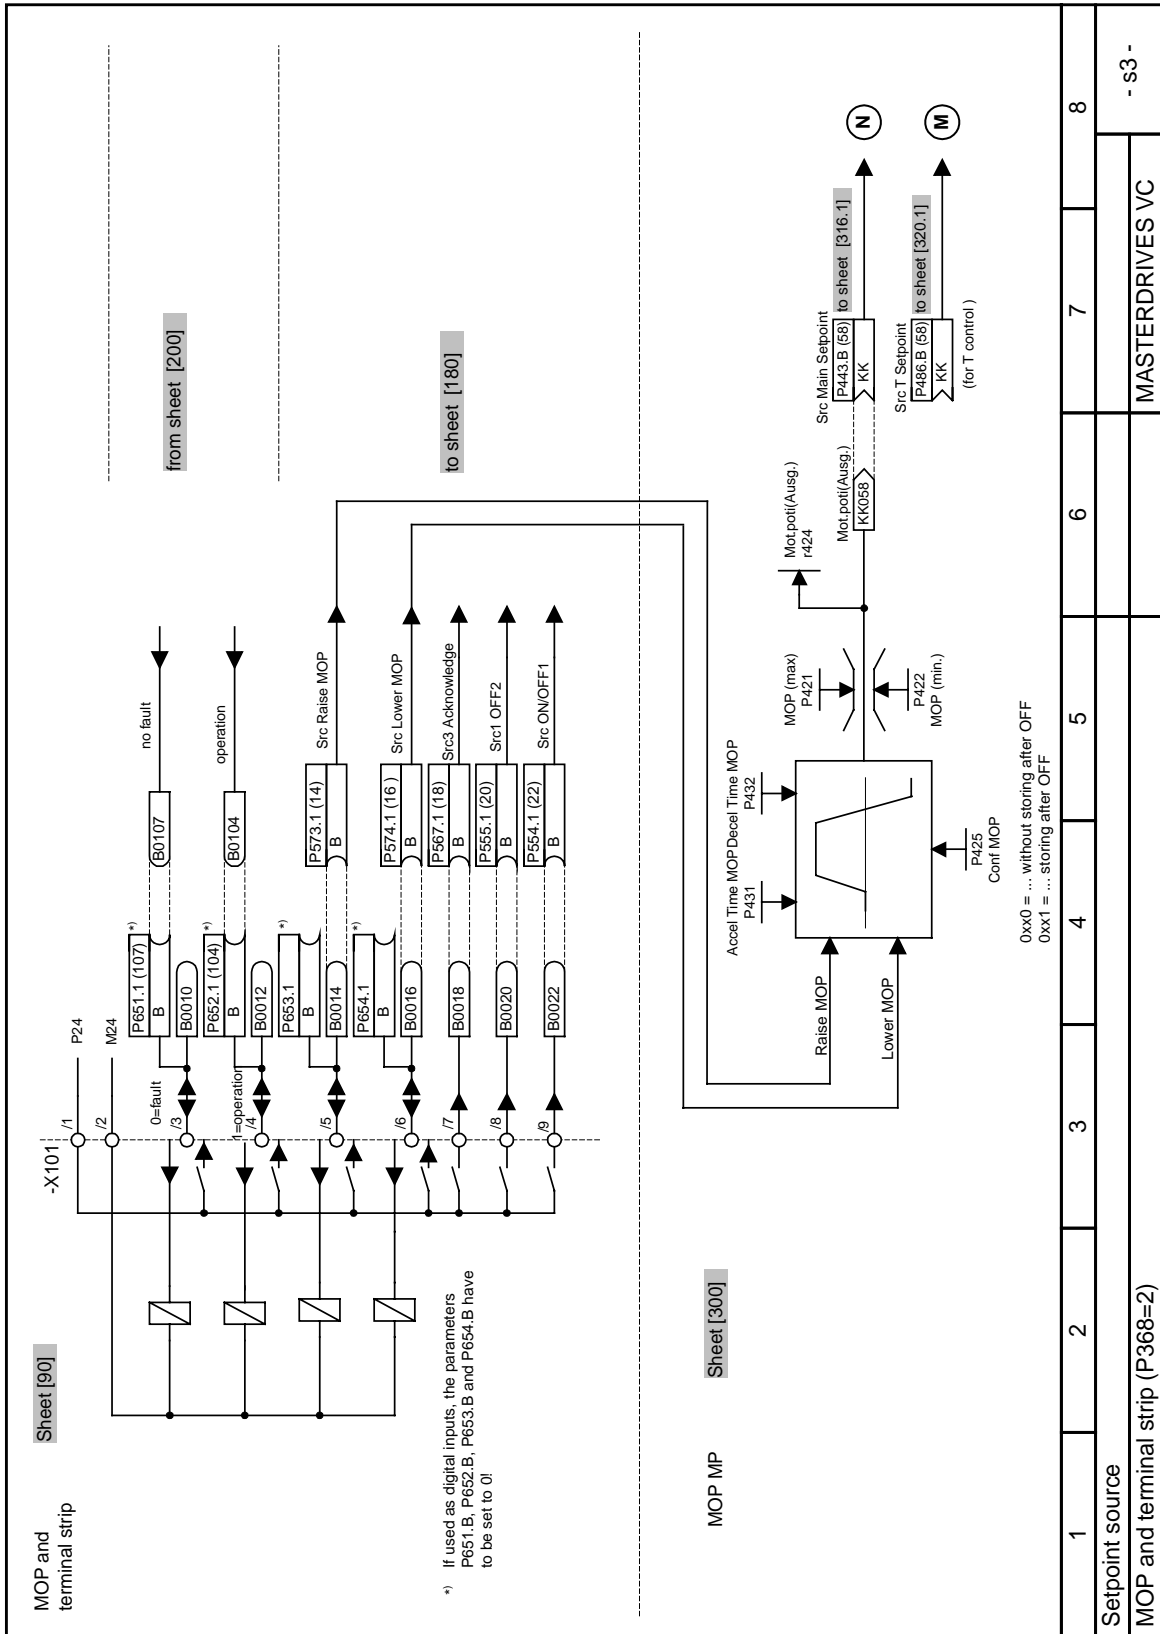 MOP and
terminal strip
Sheet [90]
-X101
/1
P24
/2
M24
0=fault
/3
P651.1 (107)
*)
B
B0010
B0107
no fault
from sheet [200]
1=operation
/4
P652.1 (104)
*)
B
B0012
B0104
operation
/5
P653.1
*)
B
B0014
P573.1 (14)
B
Src Raise MOP
/6
P654.1
*)
B
B0016
P574.1 (16 )
B
Src Lower MOP
to sheet [180]
/7
B0018
P567.1 (18)
B
Src3 Acknowledge
/8
B0020
P555.1 (20)
B
Src1 OFF2
/9
B0022
P554.1 (22)
B
Src ON/OFF1
*) If used as digital inputs, the parameters
P651.B, P652.B, P653.B and P654.B have
to be set to 0!
MOP MP
Sheet [300]
Accel Time MOP
P431
Decel Time MOP
P432
MOP (max)
P421
Mot.poti(Ausg.)
r424
Raise MOP
Lower MOP
P422
MOP (min.)
Mot.poti(Ausg.)
KK058
Src Main Setpoint
P443.B (58)
KK
to sheet [316.1]
N
Src T Setpoint
P486.B (58)
KK
(for T control )
to sheet [320.1]
M
P425
Conf MOP
0xx0 = ... without storing after OFF
0xx1 = ... storing after OFF
1 2 3 4 5 6 7 8
Setpoint source
MOP and terminal strip (P368=2)
MASTERDRIVES VC
- s3 -